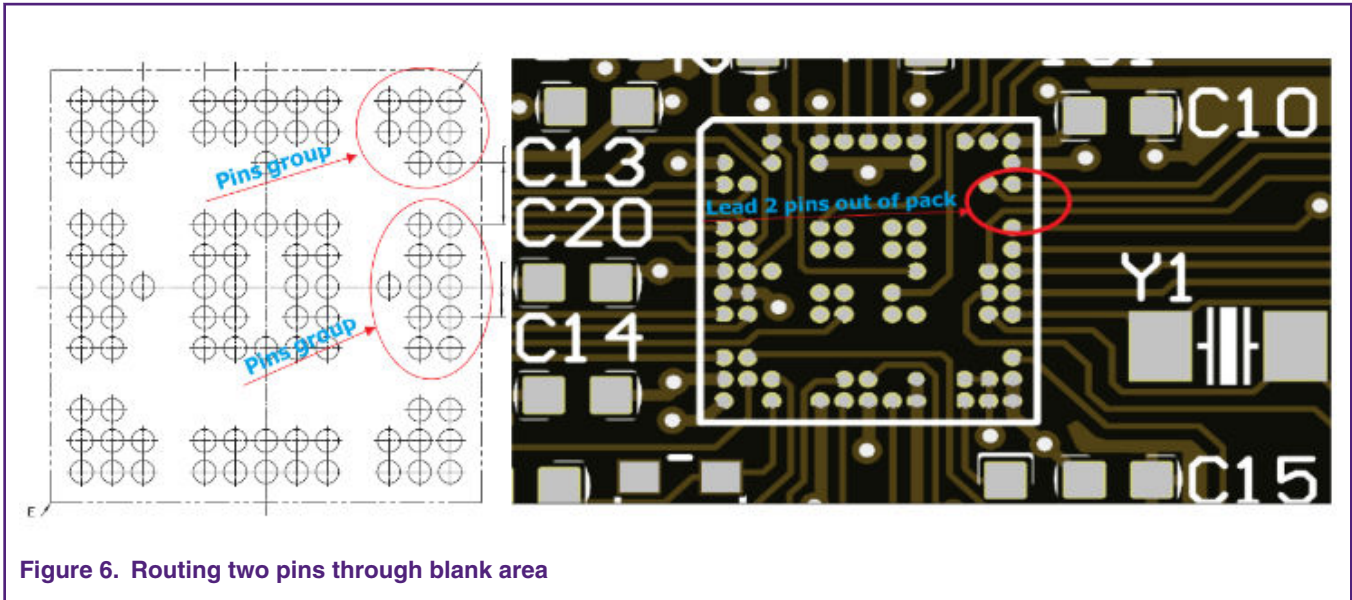 Pins group
Pins group
E
C10
C13
C20
Lead 2 pins out of pack
Y1
C14
C15
Figure 6. Routing two pins through blank area